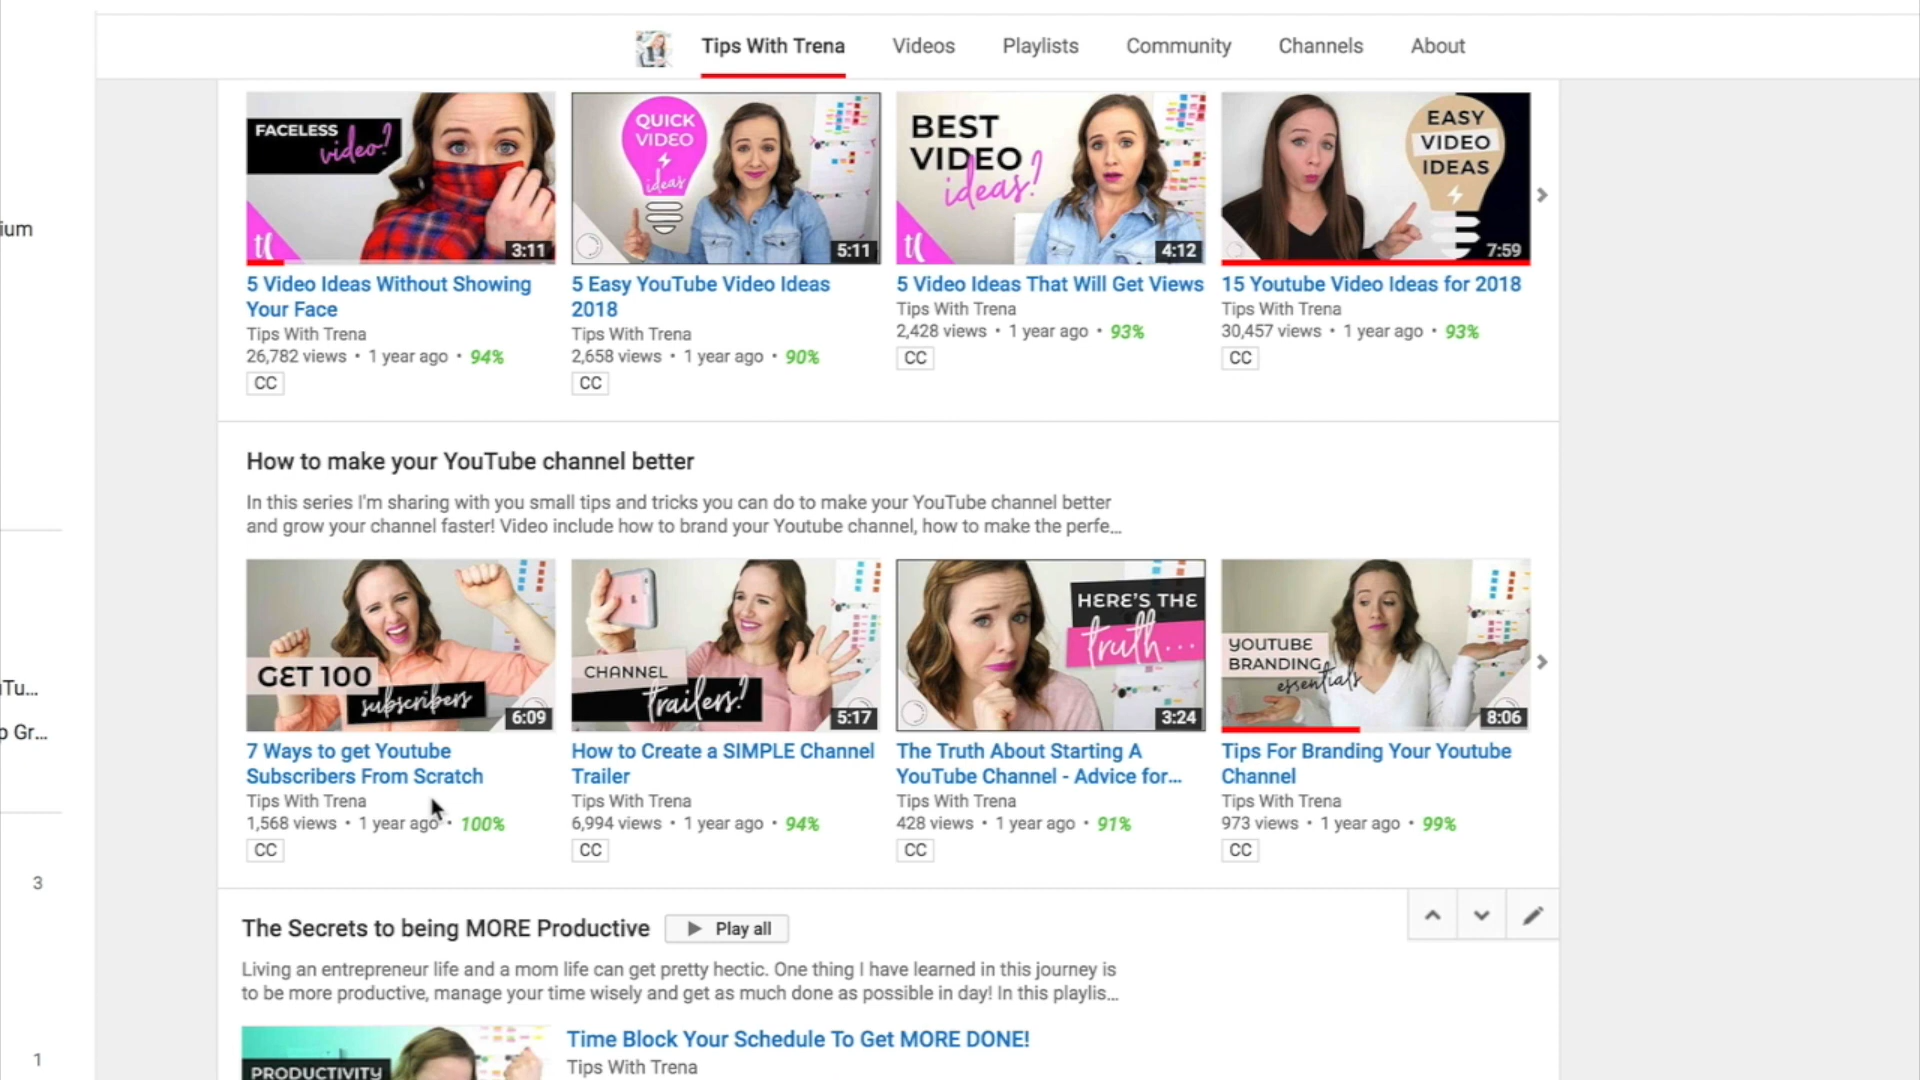 Tips With Trena
Videos
Playlists
Community
Channels
About
ium
Tu...
p Gr...
3
1
FACELESS
video?
3:11
QUICK
VIDEO
ideas
5:11
BEST
VIDEO
ideas?
4:12
EASY
VIDEO
IDEAS
7:59
5 Video Ideas Without Showing
Your Face
Tips With Trena
26,782 views • 1 year ago • 94%
CC
5 Easy YouTube Video Ideas
2018
Tips With Trena
2,658 views • 1 year ago • 90%
CC
5 Video Ideas That Will Get Views
Tips With Trena
2,428 views • 1 year ago • 93%
CC
15 Youtube Video Ideas for 2018
Tips With Trena
30,457 views • 1 year ago • 93%
CC
How to make your YouTube channel better
In this series I'm sharing with you small tips and tricks you can do to make your YouTube channel better
and grow your channel faster! Video include how to brand your Youtube channel, how to make the perfe...
GET 100
subscribers
6:09
CHANNEL
trailers?
5:17
HERE'S THE
truth...
3:24
YOUTUBE
BRANDING
essentials
8:06
7 Ways to get Youtube
Subscribers From Scratch
Tips With Trena
1,568 views • 1 year ago • 100%
CC
How to Create a SIMPLE Channel
Trailer
Tips With Trena
6,994 views • 1 year ago • 94%
CC
The Truth About Starting A
YouTube Channel - Advice for...
Tips With Trena
428 views • 1 year ago • 91%
CC
Tips For Branding Your Youtube
Channel
Tips With Trena
973 views • 1 year ago • 99%
CC
The Secrets to being MORE Productive
Play all
Living an entrepreneur life and a mom life can get pretty hectic. One thing I have learned in this journey is
to be more productive, manage your time wisely and get as much done as possible in day! In this playlis...
PRODUCTIVITY
Time Block Your Schedule To Get MORE DONE!
Tips With Trena